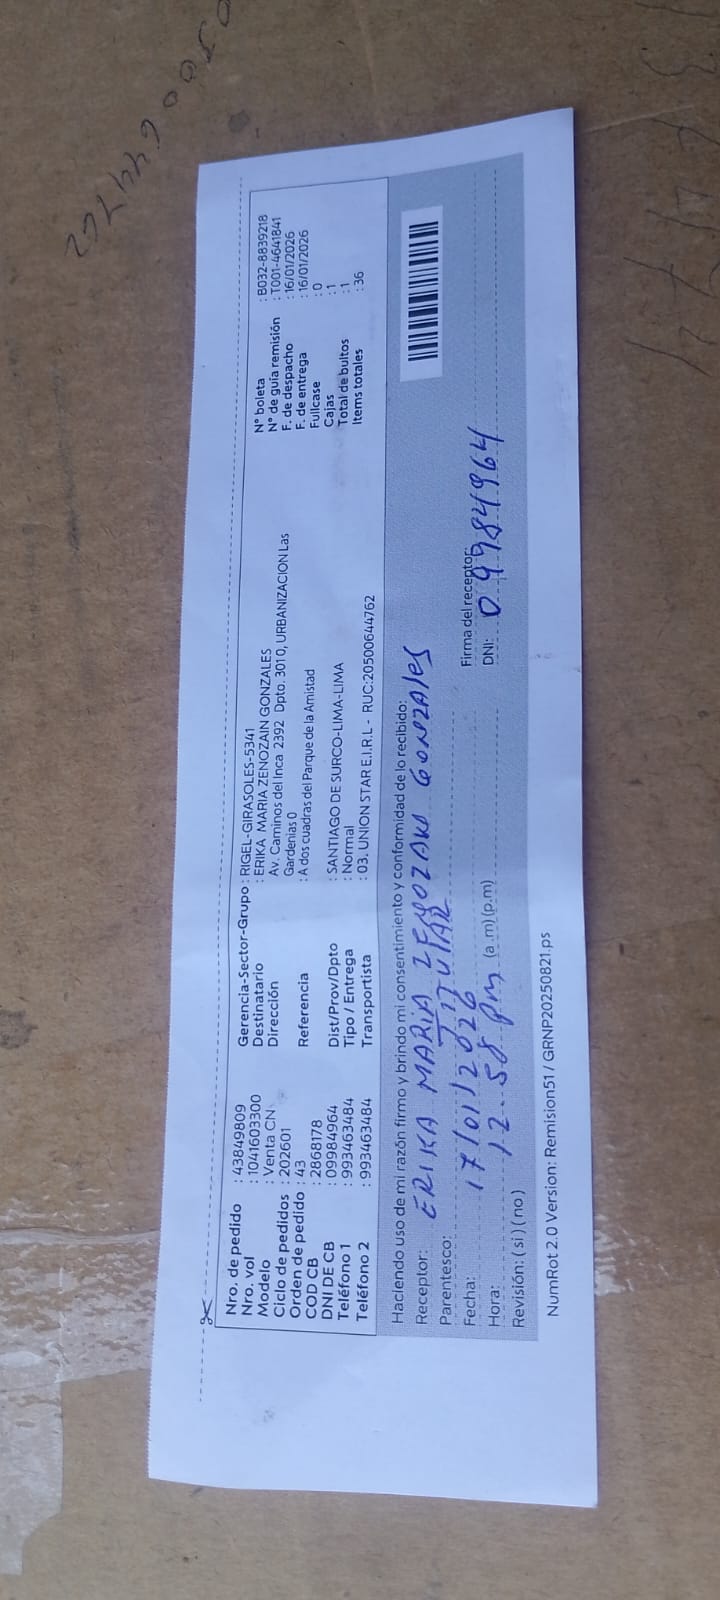 Nro. de pedido : 43849809
Nro. vol : 1041603300
Modelo : Venta CN.
Ciclo de pedidos : 202601
Orden de pedido : 43
COD CB : 2868178
DNI DE CB : 09984964
Teléfono 1 : 993463484
Teléfono 2 : 993463484
Gerencia-Sector-Grupo : RIGEL-GIRASOLES-5341
Destinatario : ERIKA MARIA ZENOZAIN GONZALES
Dirección Av. Caminos del Inca 2392 Dpto. 3010, URBANIZACION Las
Gardenias 0
Referencia : A dos cuadras del Parque de la Amistad
Dist/Prov/Dpto : SANTIAGO DE SURCO-LIMA-LIMA
Tipo / Entrega : Normal
Transportista : 03. UNION STAR E.I.R.L - RUC:20500644762
N° boleta : B032-8839218
N° de guía remisión : T001-4641841
F. de despacho : 16/01/2026
F. de entrega : 16/01/2026
Fullcase : 0
Cajas : 1
Total de bultos : 1
Items totales : 36
Haciendo uso de mi razón firmo y brindo mi consentimiento y conformidad de lo recibido:
Receptor: ERIKA MARIA ZENOZAIN GONZALES
Parentesco: TITULAR
Fecha: 17/01/2026
Hora: 12.58 pm (a.m) (p.m)
Revisión: ( si ) ( no )
Firma del receptor:
DNI: 09984964
NumRot 2.0 Version: Remision51 / GRNP20250821.ps